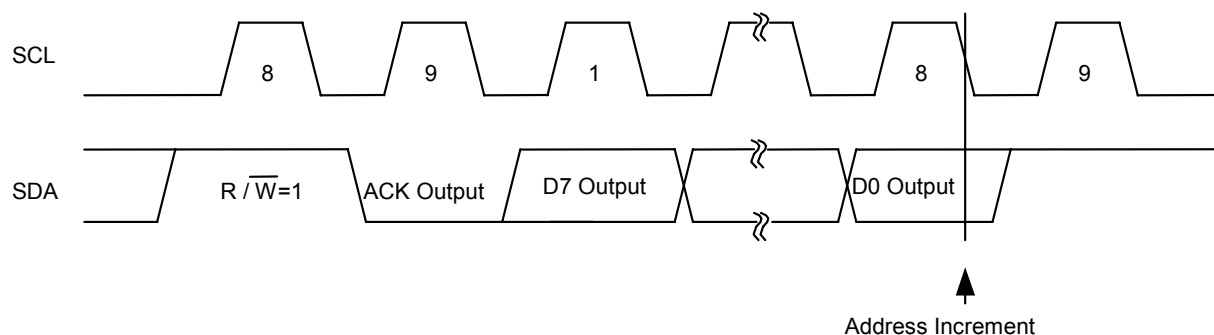 SCL
8
9
1
8
9
SDA
R / W̅=1
ACK Output
D7 Output
D0 Output
Address Increment